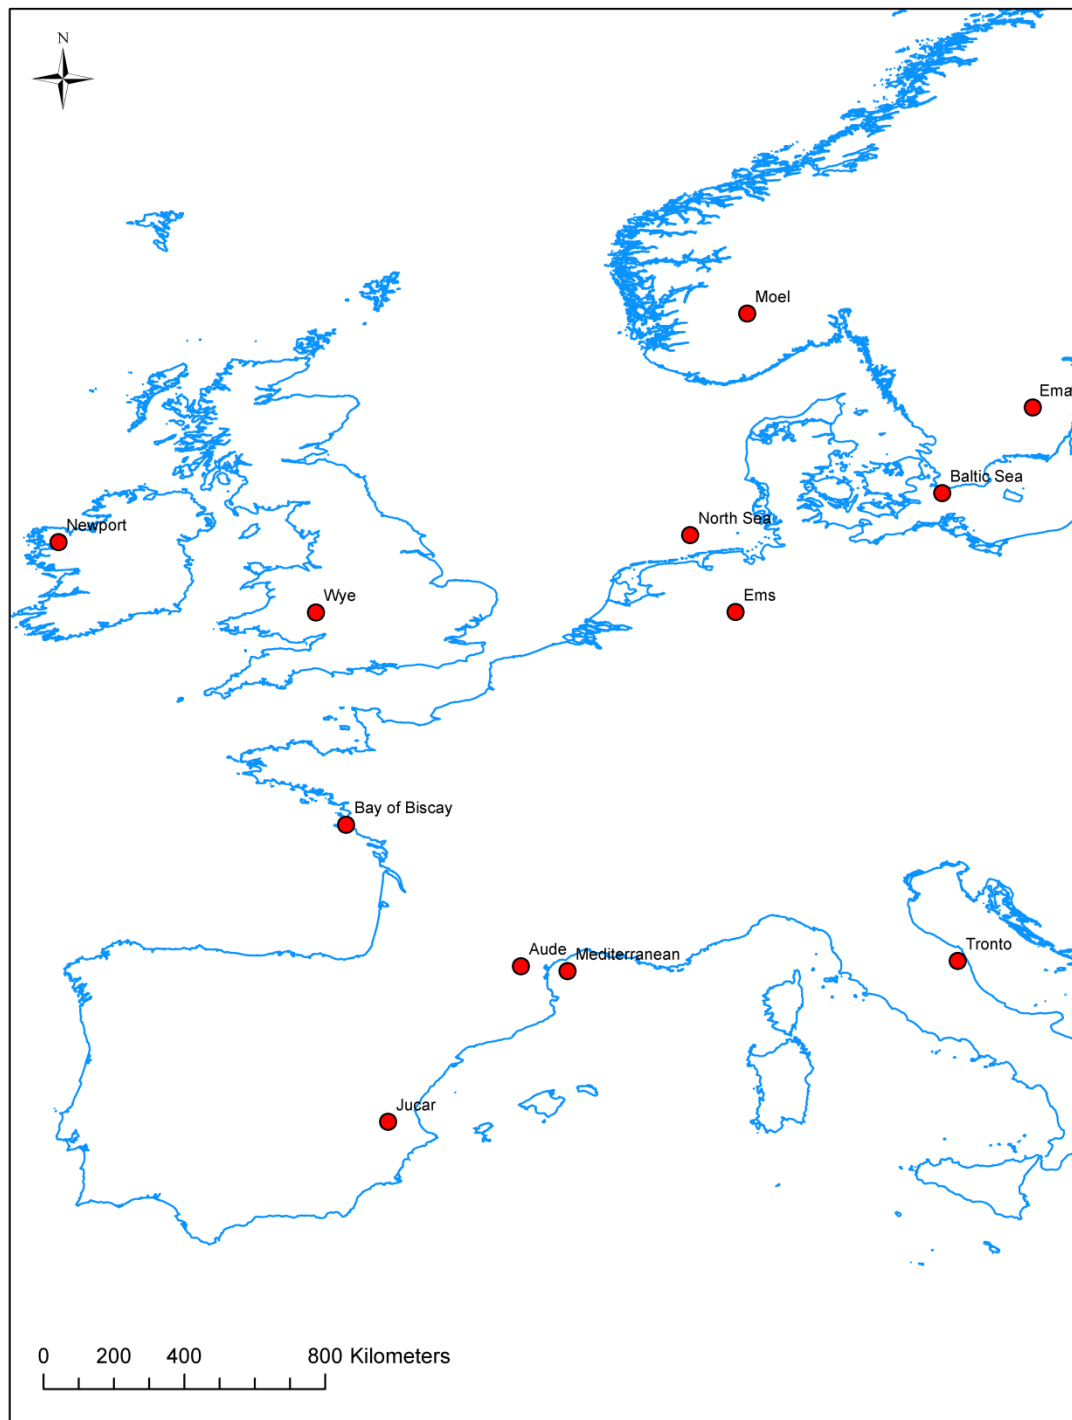 N
Moel
Ema
Baltic Sea
North Sea
Newport
Wye
Ems
Bay of Biscay
Aude
Mediterranean
Tronto
Jucar
0 200 400 800 Kilometers